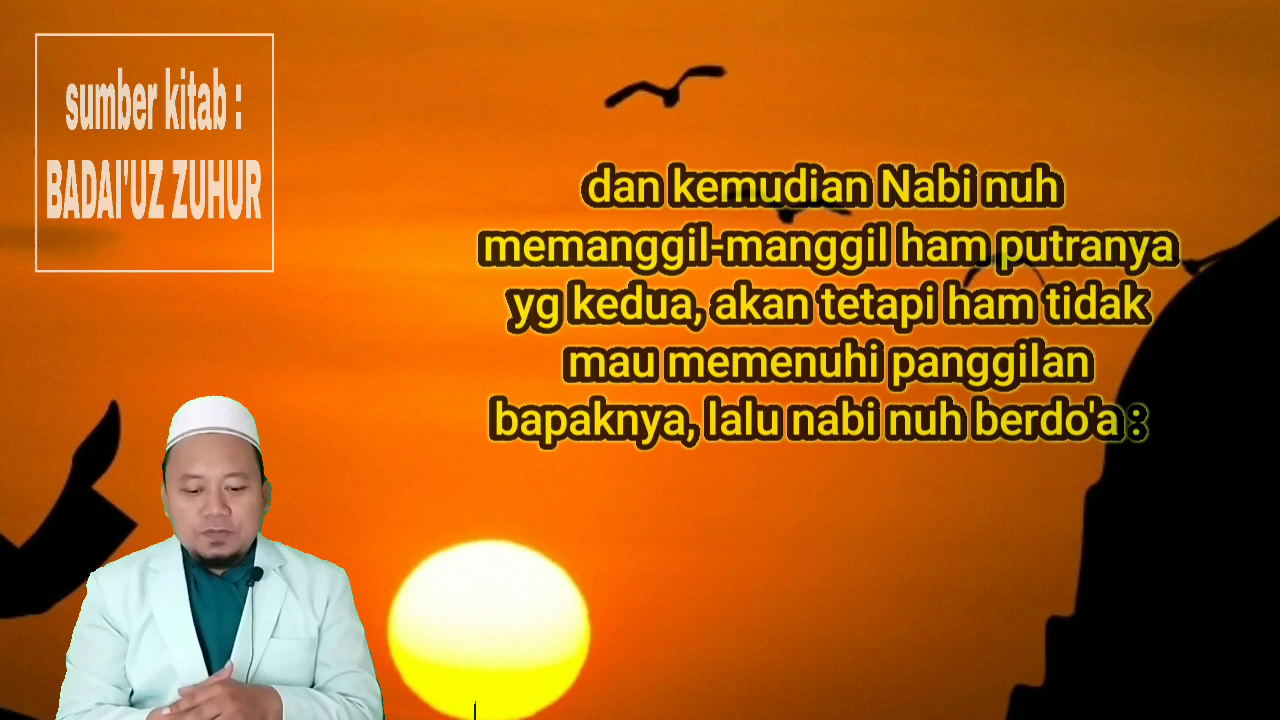 sumber kitab :
BADAI'UZ ZUHUR
dan kemudian Nabi nuh
memanggil-manggil ham putranya
yg kedua, akan tetapi ham tidak
mau memenuhi panggilan
bapaknya, lalu nabi nuh berdo'a :